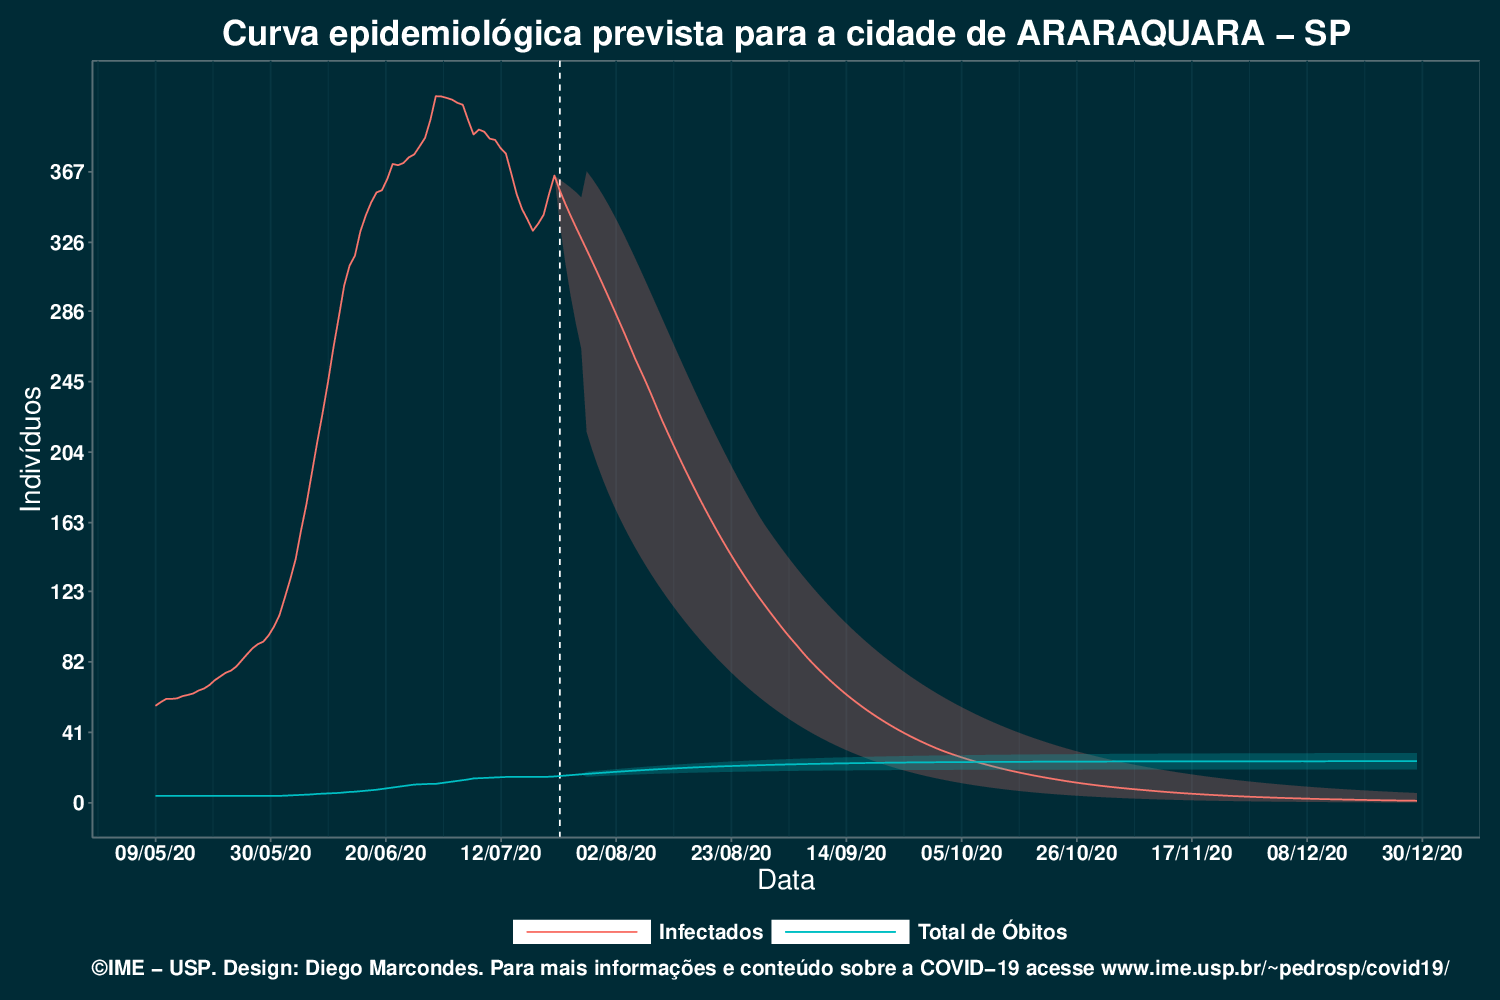 Curva epidemiológica prevista para a cidade de ARARAQUARA – SP
Indivíduos
367
326
286
245
204
163
123
82
41
0
09/05/20 30/05/20 20/06/20 12/07/20 02/08/20 23/08/20 14/09/20 05/10/20 26/10/20 17/11/20 08/12/20 30/12/20
Data
Infectados Total de Óbitos
©IME – USP. Design: Diego Marcondes. Para mais informações e conteúdo sobre a COVID–19 acesse www.ime.usp.br/~pedrosp/covid19/